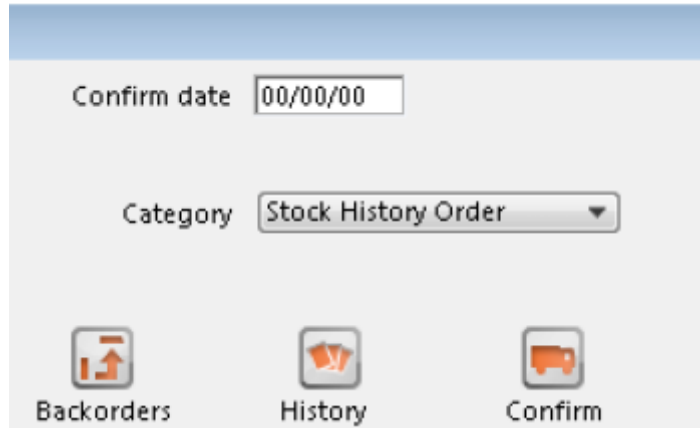 Confirm date 00/00/00
Category Stock History Order
Backorders History Confirm